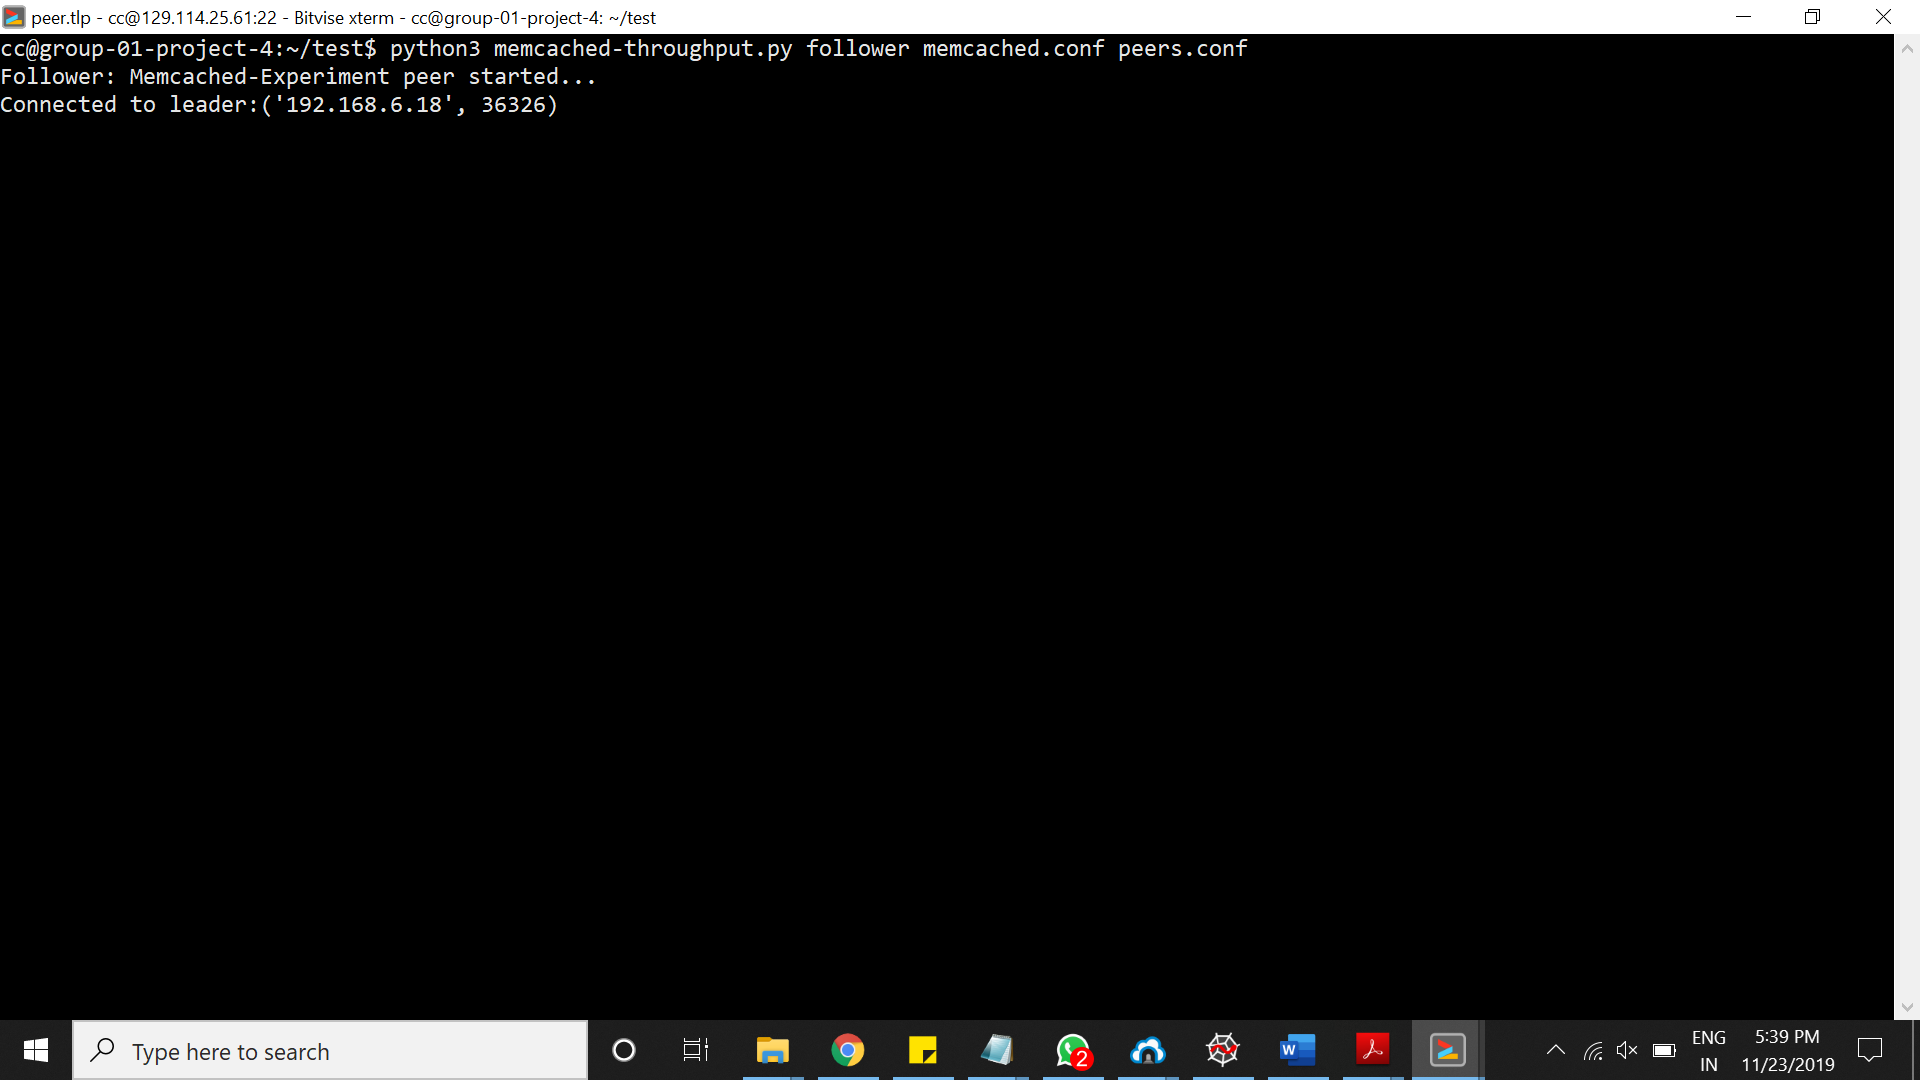 peer.tlp - cc@129.114.25.61:22 - Bitvise xterm - cc@group-01-project-4: ~/test
cc@group-01-project-4:~/test$ python3 memcached-throughput.py follower memcached.conf peers.conf
Follower: Memcached-Experiment peer started...
Connected to leader:('192.168.6.18', 36326)
Type here to search
2
W
ENG
IN
5:39 PM
11/23/2019